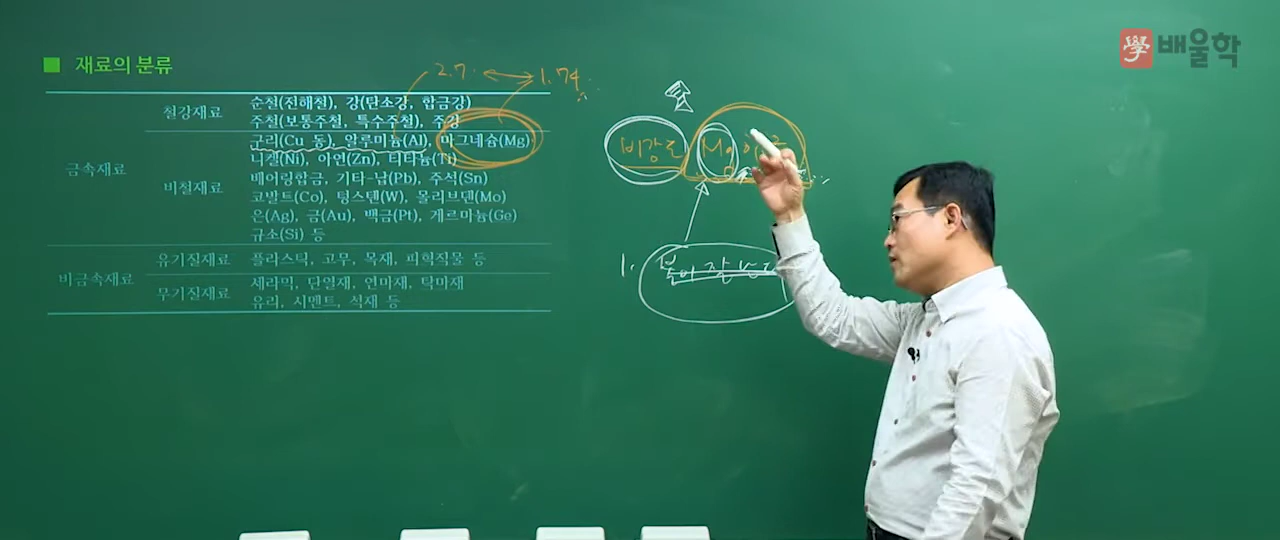 學 배울학
■ 재료의 분류
2.7. 1.74
금속재료
철강재료
순철(전해철), 강(탄소강, 합금강)
주철(보통주철, 특수주철), 주강
비철재료
구리(Cu 동), 알루미늄(Al), 마그네슘(Mg)
니켈(Ni), 아연(Zn), 티타늄(Ti)
베어링합금, 기타-납(Pb), 주석(Sn)
코발트(Co), 텅스텐(W), 몰리브덴(Mo)
은(Ag), 금(Au), 백금(Pt), 게르마늄(Ge)
규소(Si) 등
비금속재료
유기질재료
플라스틱, 고무, 목재, 피혁직물 등
무기질재료
세라믹, 단열재, 연마재, 탁마재
유리, 시멘트, 석재 등
비강도 Mg
1.